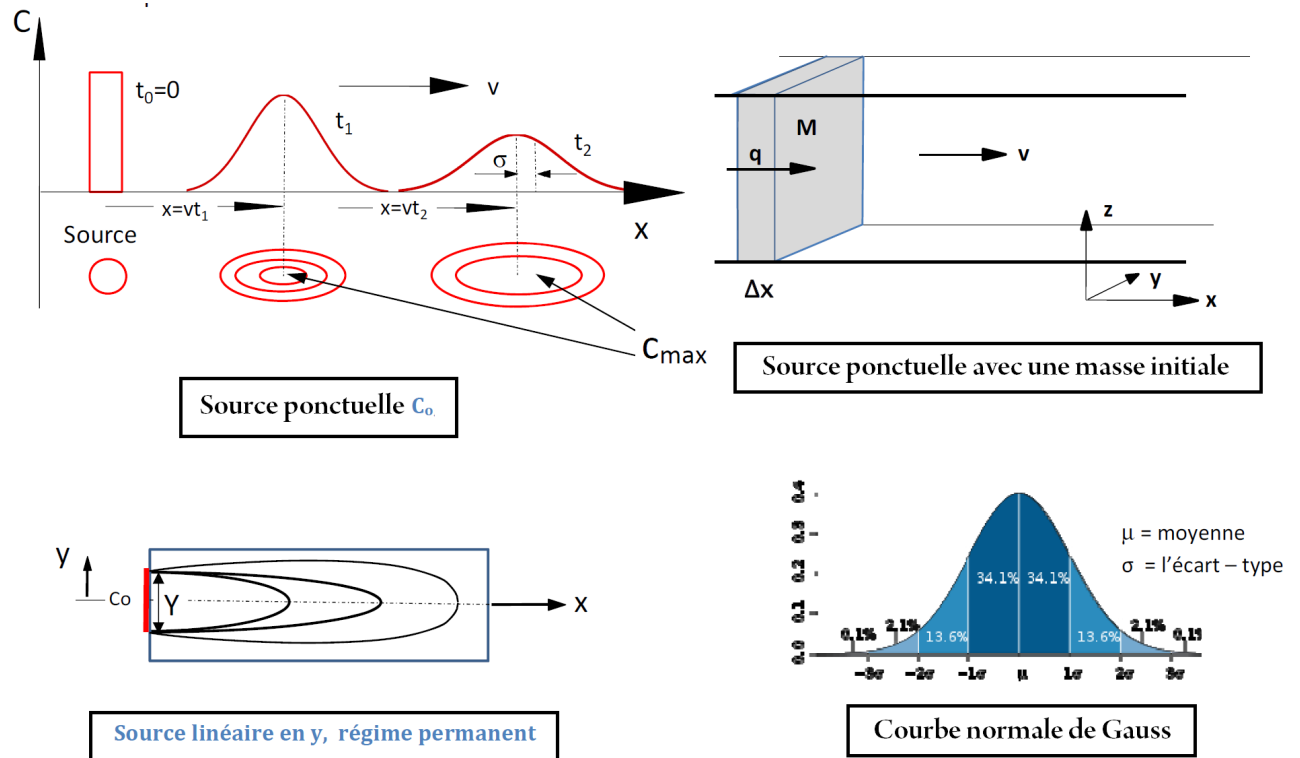 C
t₀=0
v
t₁
t₂
σ
x=vt₁
x=vt₂
x
Source
Cmax
Source ponctuelle Co.
M
q
v
z
y
x
Δx
Source ponctuelle avec une masse initiale
y
Co
Y
x
Source linéaire en y, régime permanent
0.4
0.3
0.2
0.1
0.0
34.1% 34.1%
13.6% 13.6%
2.1% 2.1%
0.1% 0.1%
−3σ −2σ −1σ μ 1σ 2σ 3σ
μ = moyenne
σ = l'écart – type
Courbe normale de Gauss